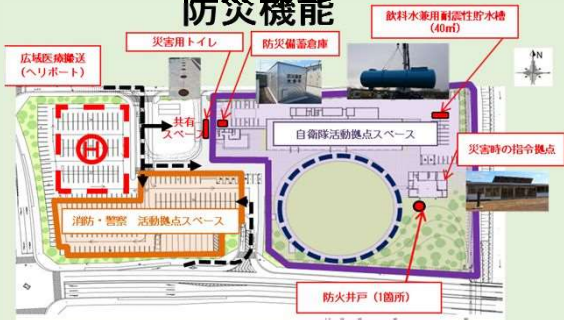 防災機能
飲料水兼用耐震性貯水槽
(40㎥)
災害用トイレ
防災備蓄倉庫
広域医療搬送
(ヘリポート)
N
共有
スペース
自衛隊活動拠点スペース
H
災害時の指令拠点
消防・警察 活動拠点スペース
防火井戸(1箇所)